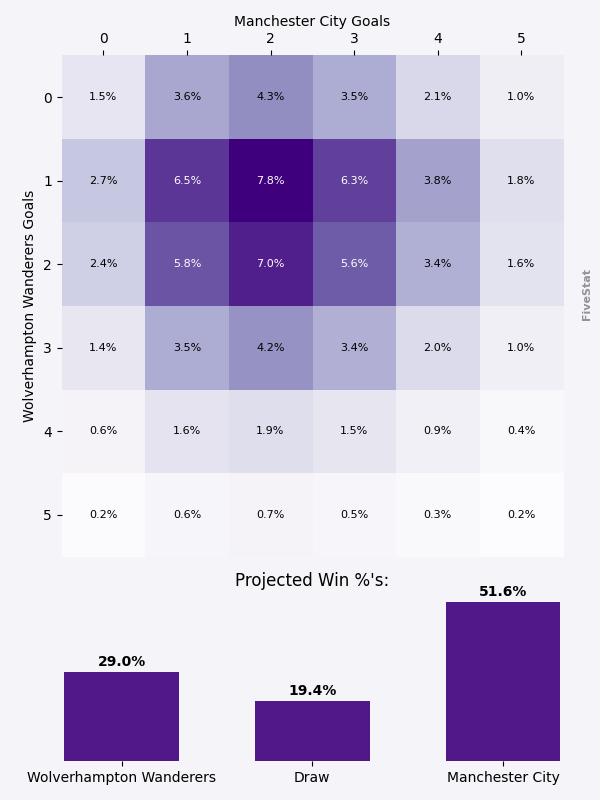 Manchester City Goals
0 1 2 3 4 5
Wolverhampton Wanderers Goals
0 1.5% 3.6% 4.3% 3.5% 2.1% 1.0%
1 2.7% 6.5% 7.8% 6.3% 3.8% 1.8%
2 2.4% 5.8% 7.0% 5.6% 3.4% 1.6%
3 1.4% 3.5% 4.2% 3.4% 2.0% 1.0%
4 0.6% 1.6% 1.9% 1.5% 0.9% 0.4%
5 0.2% 0.6% 0.7% 0.5% 0.3% 0.2%
FiveStat
Projected Win %'s:
29.0% 19.4% 51.6%
Wolverhampton Wanderers Draw Manchester City